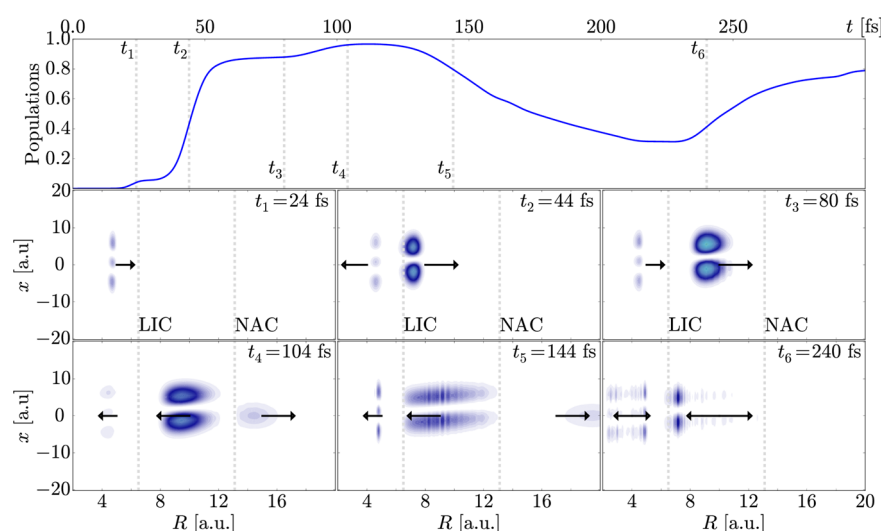 0.0 50 100 150 200 250 t [fs]
1.0
0.8
0.6
0.4
0.2
Populations
t1 t2 t3 t4 t5 t6
20
10
0
−10
−20
x [a.u]
t1=24 fs
LIC NAC
t2=44 fs
LIC NAC
t3=80 fs
LIC NAC
20
10
0
−10
−20
x [a.u]
t4=104 fs
t5=144 fs
t6=240 fs
4 8 12 16 4 8 12 16 4 8 12 16 20
R [a.u.] R [a.u.] R [a.u.]